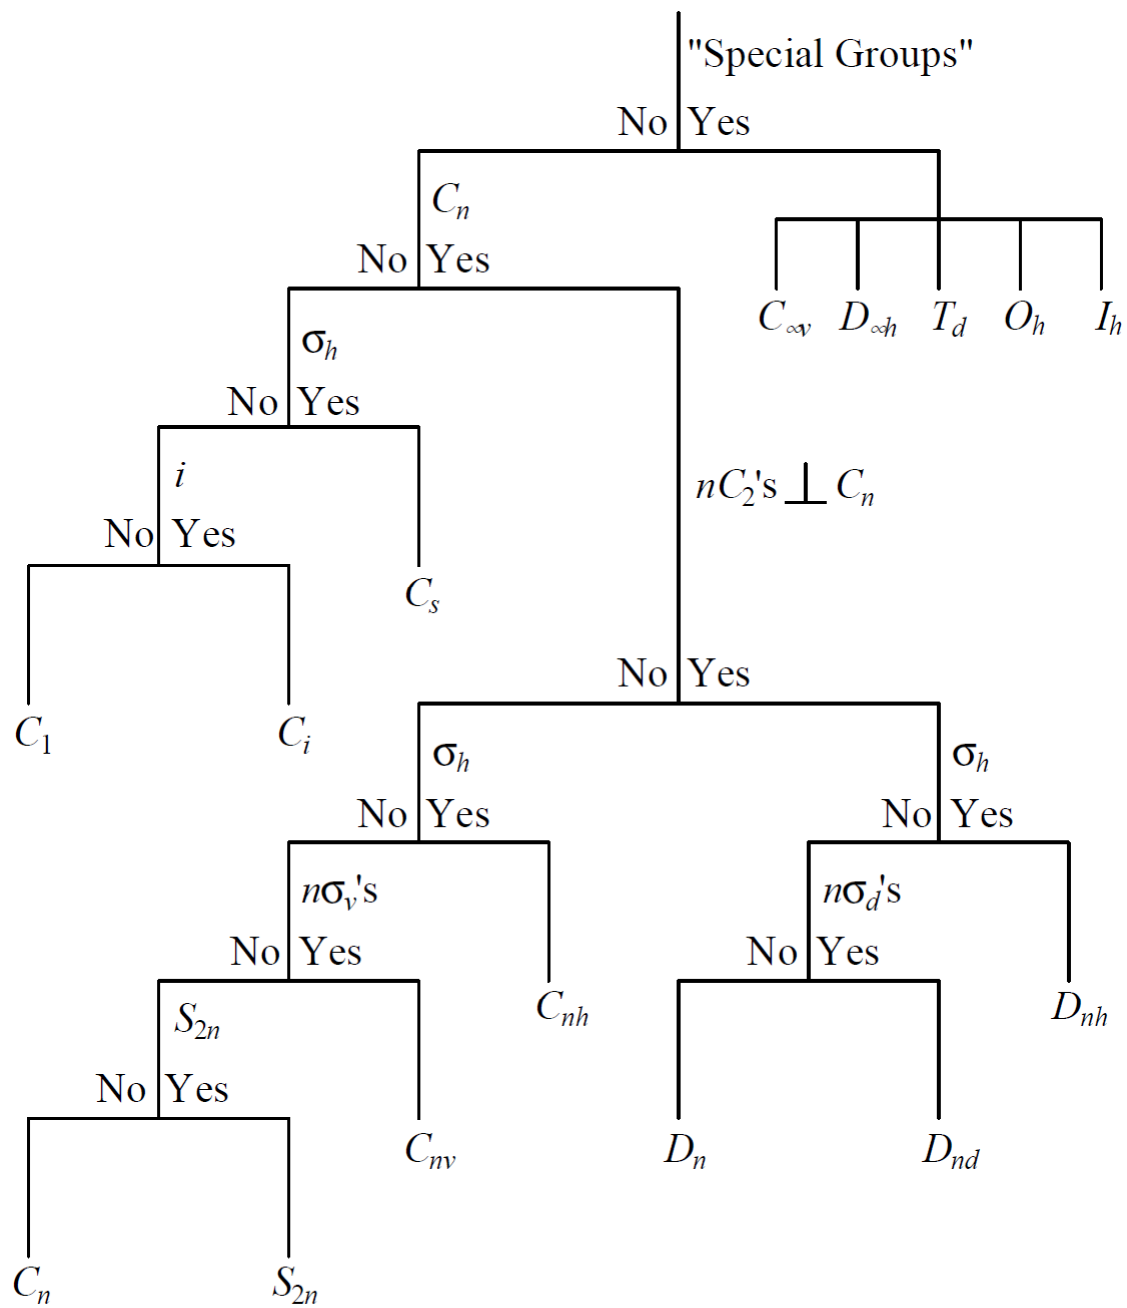 "Special Groups"
No Yes
Cₙ
No Yes
C∞v D∞h Td Oh Ih
σh
No Yes
i
nC₂'s ⊥ Cₙ
No Yes
Cs
No Yes
C₁ Ci
σh σh
No Yes No Yes
nσv's nσd's
No Yes No Yes
Cnh Dnh
S₂ₙ
No Yes
Cnv Dn Dnd
Cn S₂ₙ